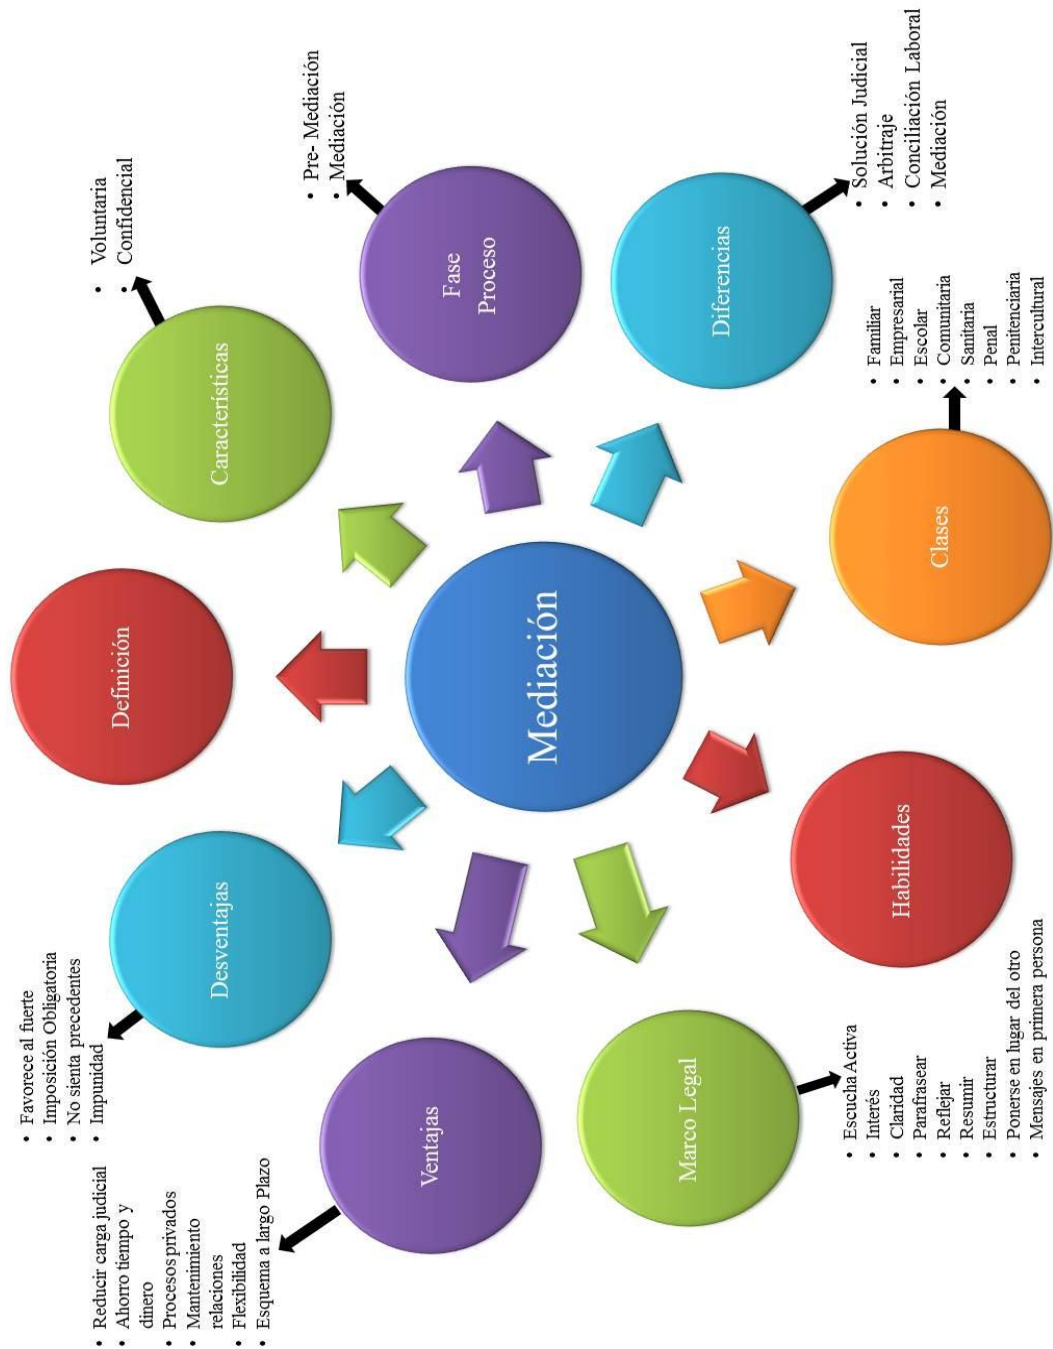 Mediación
Definición
Características
• Voluntaria
• Confidencial
Fase
Proceso
• Pre- Mediación
• Mediación
Diferencias
• Solución Judicial
• Arbitraje
• Conciliación Laboral
• Mediación
Clases
• Familiar
• Empresarial
• Escolar
• Comunitaria
• Sanitaria
• Penal
• Penitenciaria
• Intercultural
Habilidades
Marco Legal
• Escucha Activa
• Interés
• Claridad
• Parafrasear
• Reflejar
• Resumir
• Estructurar
• Ponerse en lugar del otro
• Mensajes en primera persona
Ventajas
• Reducir carga judicial
• Ahorro tiempo y
dinero
• Procesos privados
• Mantenimiento
relaciones
• Flexibilidad
• Esquema a largo Plazo
Desventajas
• Favorece al fuerte
• Imposición Obligatoria
• No sienta precedentes
• Impunidad